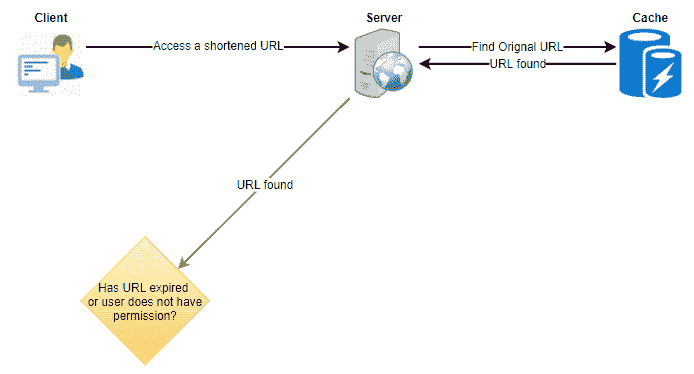 Client
Server
Cache
Access a shortened URL
Find Orignal URL
URL found
URL found
Has URL expired
or user does not have
permission?